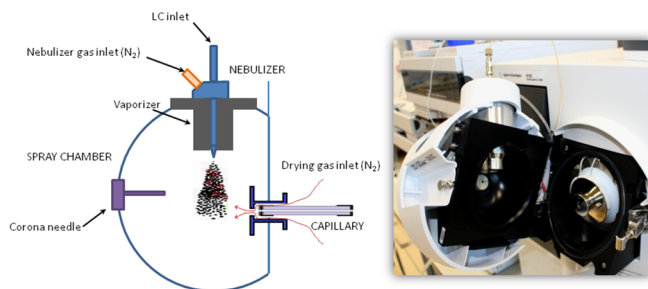 LC inlet
Nebulizer gas inlet (N₂)
NEBULIZER
Vaporizer
SPRAY CHAMBER
Drying gas inlet (N₂)
Corona needle
CAPILLARY